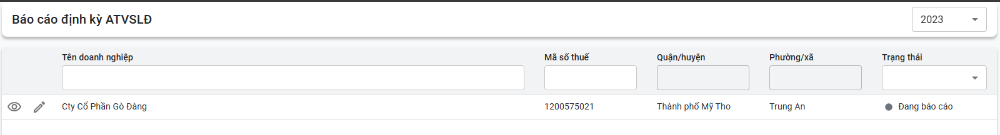 Báo cáo định kỳ ATVSLĐ
2023
Tên doanh nghiệp Mã số thuế Quận/huyện Phường/xã Trạng thái
Cty Cổ Phần Gò Đàng 1200575021 Thành phố Mỹ Tho Trung An Đang báo cáo